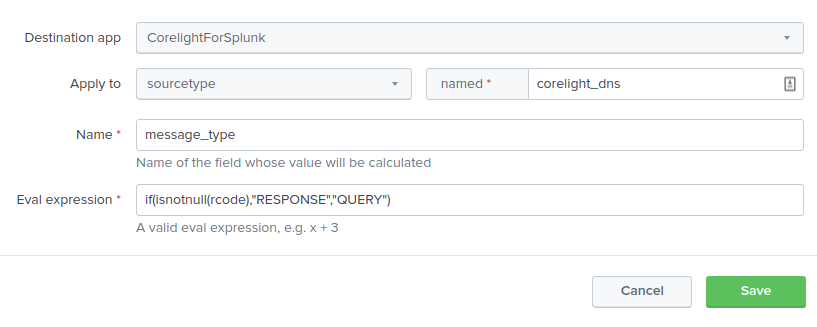 Destination app CorelightForSplunk
Apply to sourcetype named * corelight_dns
Name * message_type
Name of the field whose value will be calculated
Eval expression * if(isnotnull(rcode),"RESPONSE","QUERY")
A valid eval expression, e.g. x + 3
Cancel Save